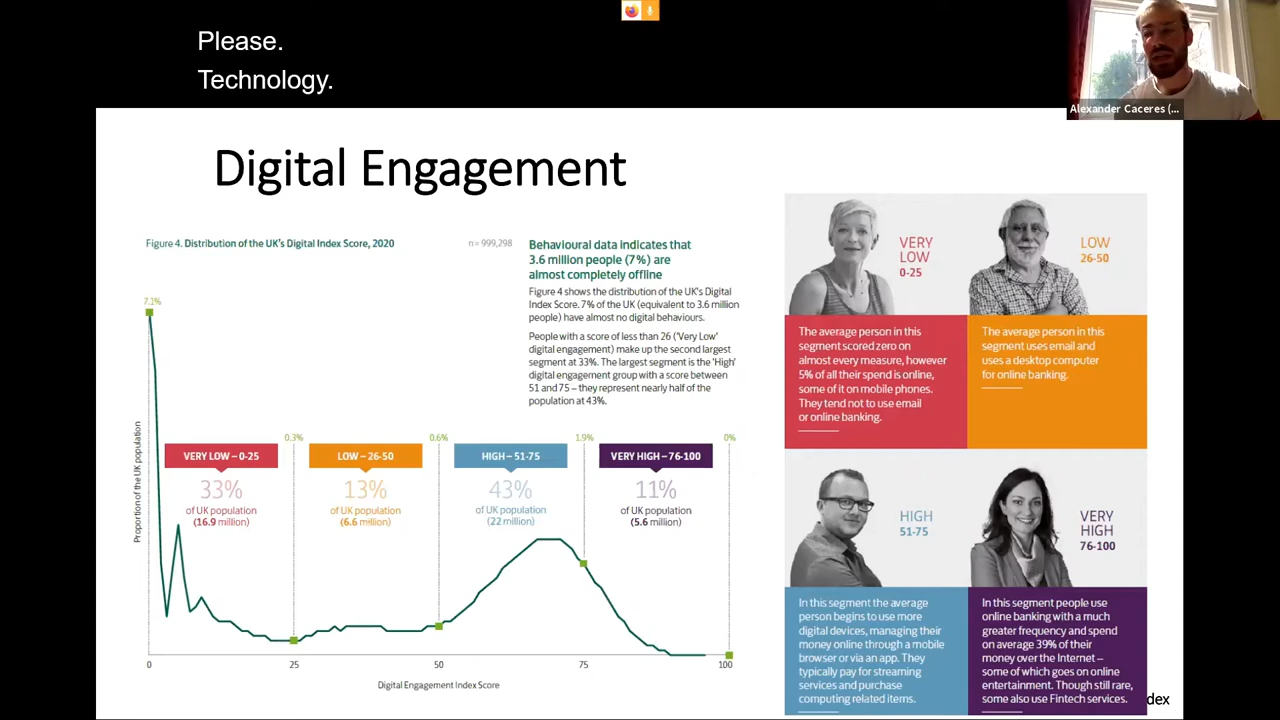 Please.
Technology.
Alexander Caceres (...
Digital Engagement
Figure 4. Distribution of the UK's Digital Index Score, 2020
n = 999,298
Behavioural data indicates that
3.6 million people (7%) are
almost completely offline
Figure 4 shows the distribution of the UK's Digital
Index Score. 7% of the UK (equivalent to 3.6 million
people) have almost no digital behaviours.
People with a score of less than 26 ('Very Low'
digital engagement) make up the second largest
segment at 33%. The largest segment is the 'High'
digital engagement group with a score between
51 and 75 – they represent nearly half of the
population at 43%.
7.1%
0.3%
0.6%
1.9%
0%
VERY LOW – 0-25
33%
of UK population
(16.9 million)
LOW – 26-50
13%
of UK population
(6.6 million)
HIGH – 51-75
43%
of UK population
(22 million)
VERY HIGH – 76-100
11%
of UK population
(5.6 million)
Proportion of the UK population
0
25
50
75
100
Digital Engagement Index Score
VERY
LOW
0-25
The average person in this
segment scored zero on
almost every measure, however
5% of all their spend is online,
some of it on mobile phones.
They tend not to use email
or online banking.
LOW
26-50
The average person in this
segment uses email and
uses a desktop computer
for online banking.
HIGH
51-75
In this segment the average
person begins to use more
digital devices, managing their
money online through a mobile
browser or via an app. They
typically pay for streaming
services and purchase
computing related items.
VERY
HIGH
76-100
In this segment people use
online banking with a much
greater frequency and spend
on average 39% of their
money over the Internet –
some of which goes on online
entertainment. Though still rare,
some also use Fintech services.
dex